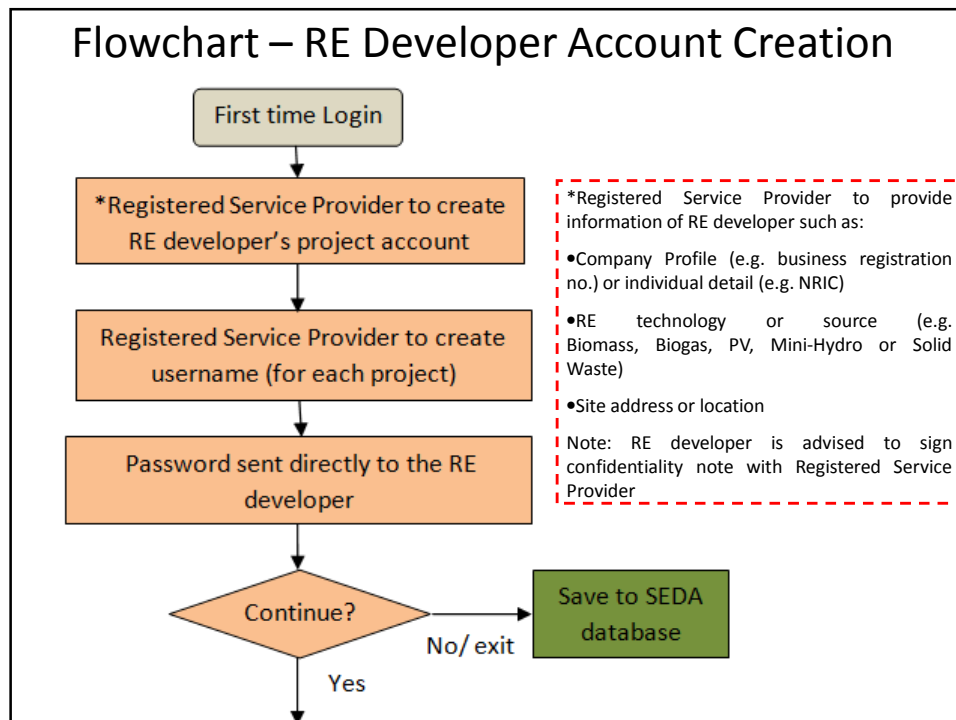 Flowchart – RE Developer Account Creation
First time Login
*Registered Service Provider to create
RE developer's project account
Registered Service Provider to create
username (for each project)
Password sent directly to the RE
developer
Continue?
No/ exit
Yes
Save to SEDA
database
*Registered Service Provider to provide
information of RE developer such as:
•Company Profile (e.g. business registration
no.) or individual detail (e.g. NRIC)
•RE technology or source (e.g.
Biomass, Biogas, PV, Mini-Hydro or Solid
Waste)
•Site address or location
Note: RE developer is advised to sign
confidentiality note with Registered Service
Provider